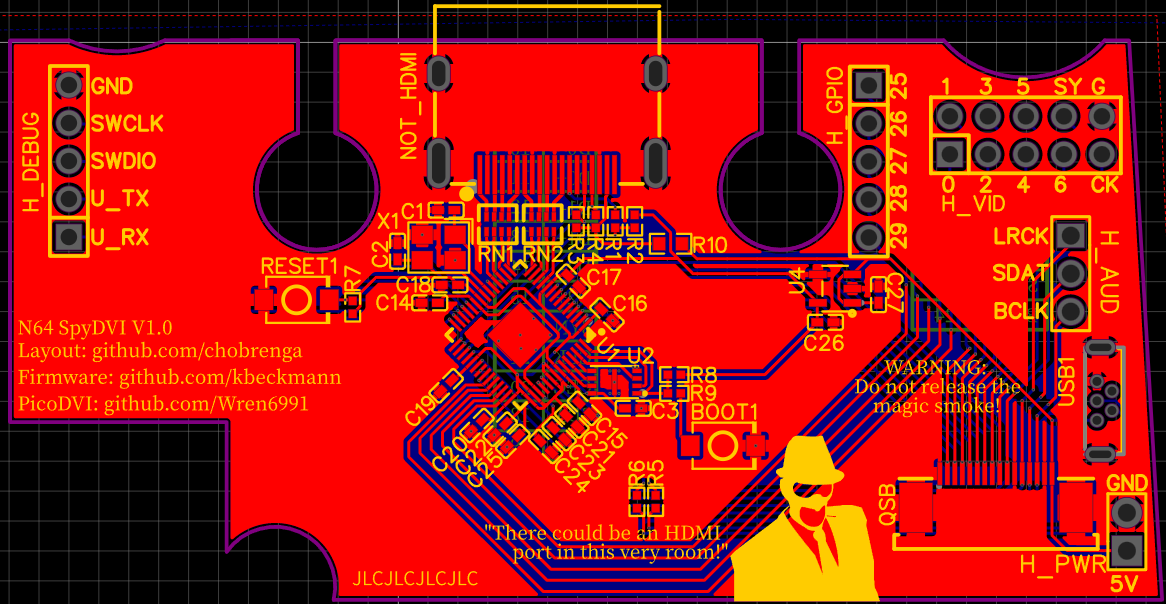 GND
SWCLK
SWDIO
U_TX
U_RX
H_DEBUG
NOT_HDMI
H_GPIO
25
26
27
28
29
1 3 5 SY G
0 2 4 6 CK
H_VID
LRCK
SDAT
BCLK
H_AUD
X1
C1
C2
RN1
RN2
R3
R4
R1
R2
R10
RESET1
R7
C18
C14
C17
C16
U1
U2
U4
C27
C26
R8
R9
C3
BOOT1
USB1
N64 SpyDVI V1.0
Layout: github.com/chobrenga
Firmware: github.com/kbeckmann
PicoDVI: github.com/Wren6991
WARNING:
Do not release the
magic smoke!
C19
C20
C22
C25
C15
C21
C23
C24
R6
R5
QSB
GND
H_PWR
5V
"There could be an HDMI
port in this very room!"
JLCJLCJLCJLC